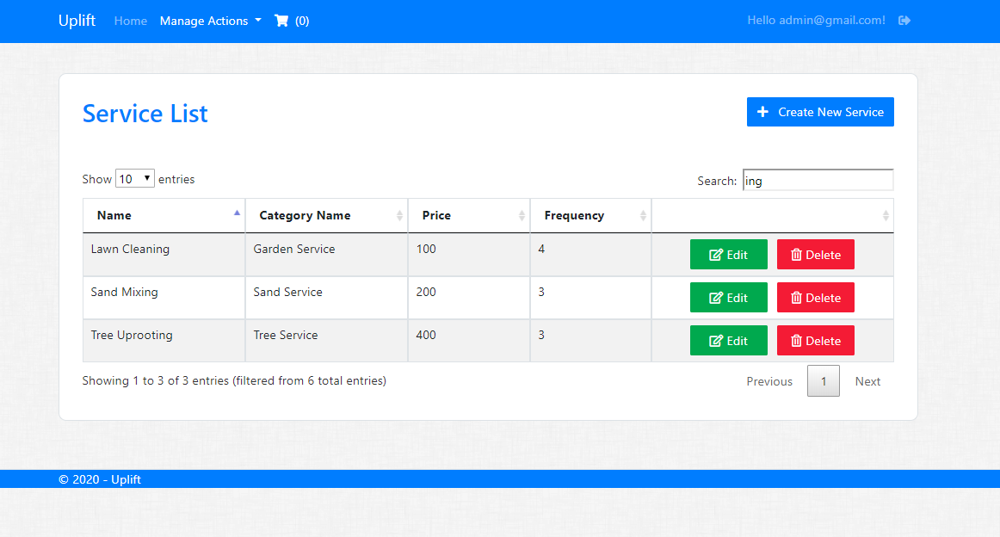 Uplift Home Manage Actions (0) Hello admin@gmail.com!
Service List Create New Service
Show 10 entries Search: ing
Name Category Name Price Frequency
Lawn Cleaning Garden Service 100 4 Edit Delete
Sand Mixing Sand Service 200 3 Edit Delete
Tree Uprooting Tree Service 400 3 Edit Delete
Showing 1 to 3 of 3 entries (filtered from 6 total entries) Previous 1 Next
© 2020 - Uplift